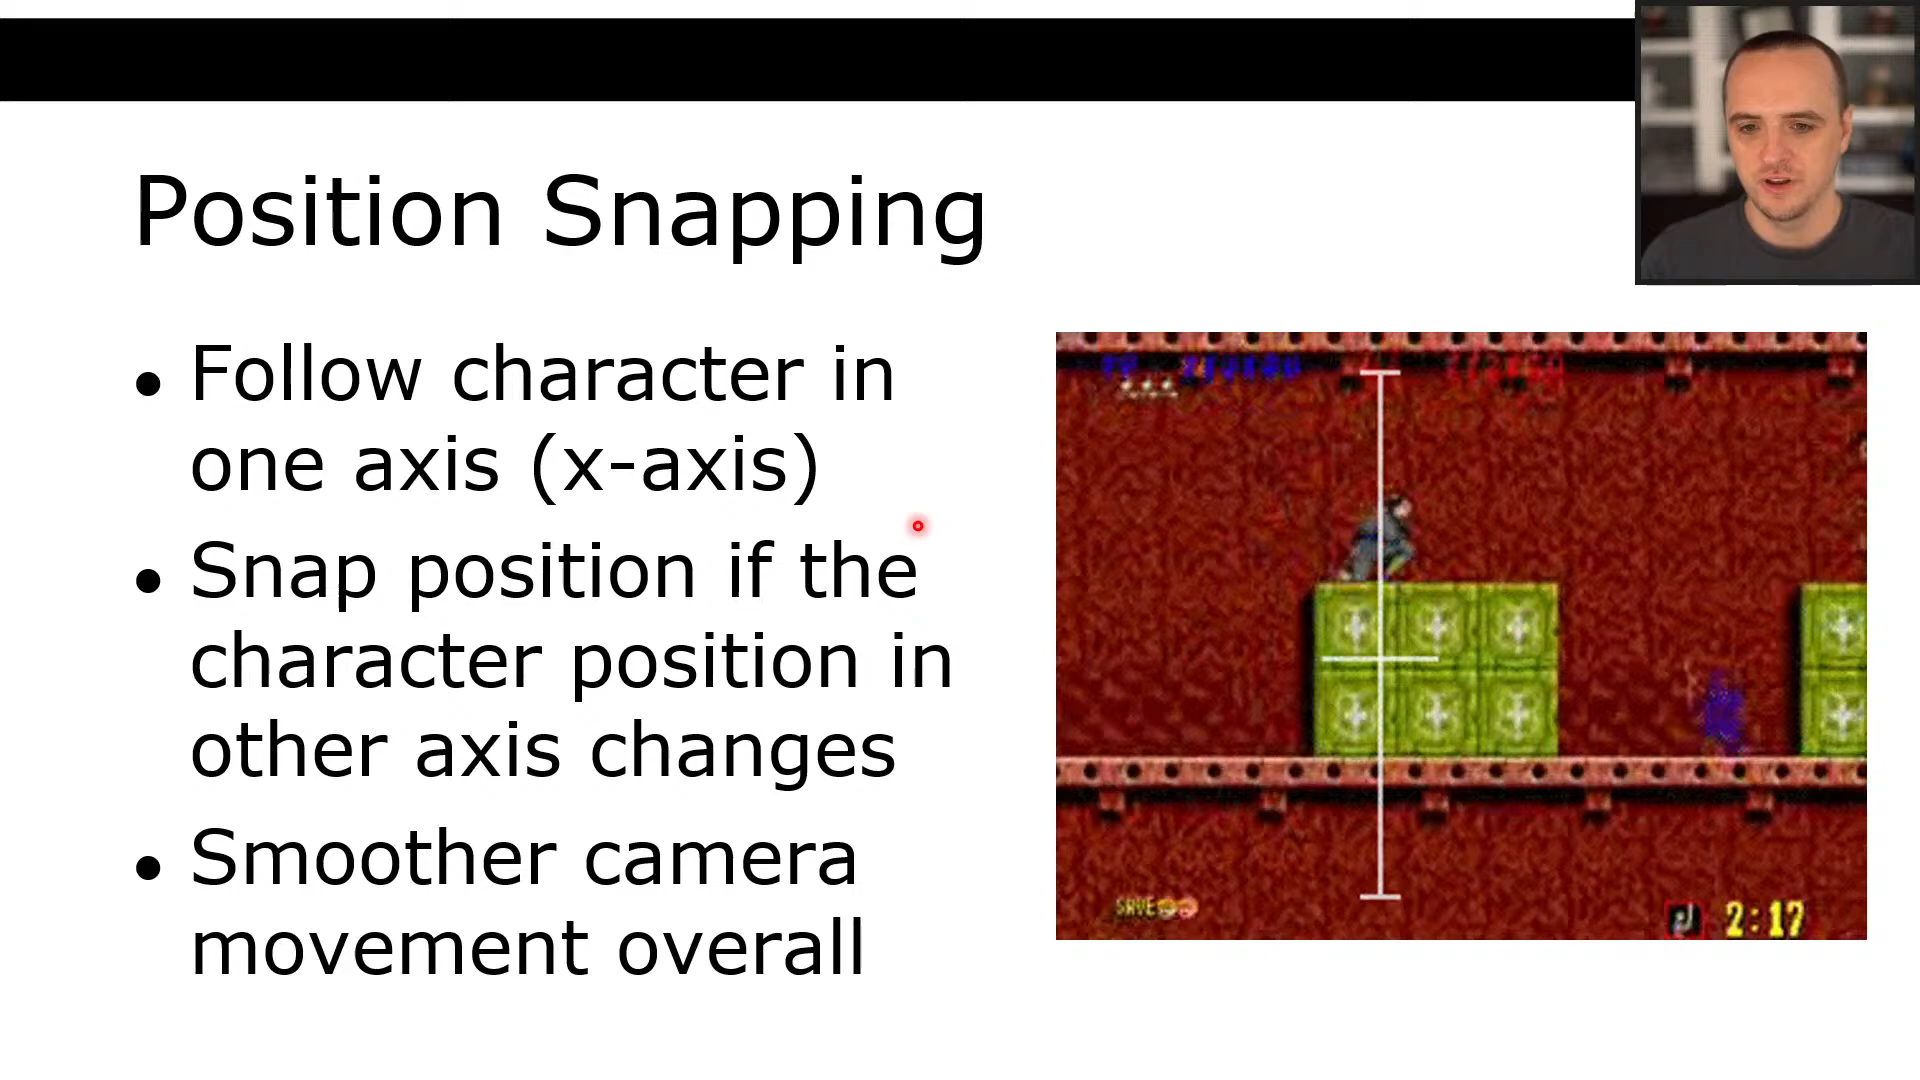 Position Snapping
• Follow character in
one axis (x-axis)
• Snap position if the
character position in
other axis changes
• Smoother camera
movement overall
SAVE
2:17